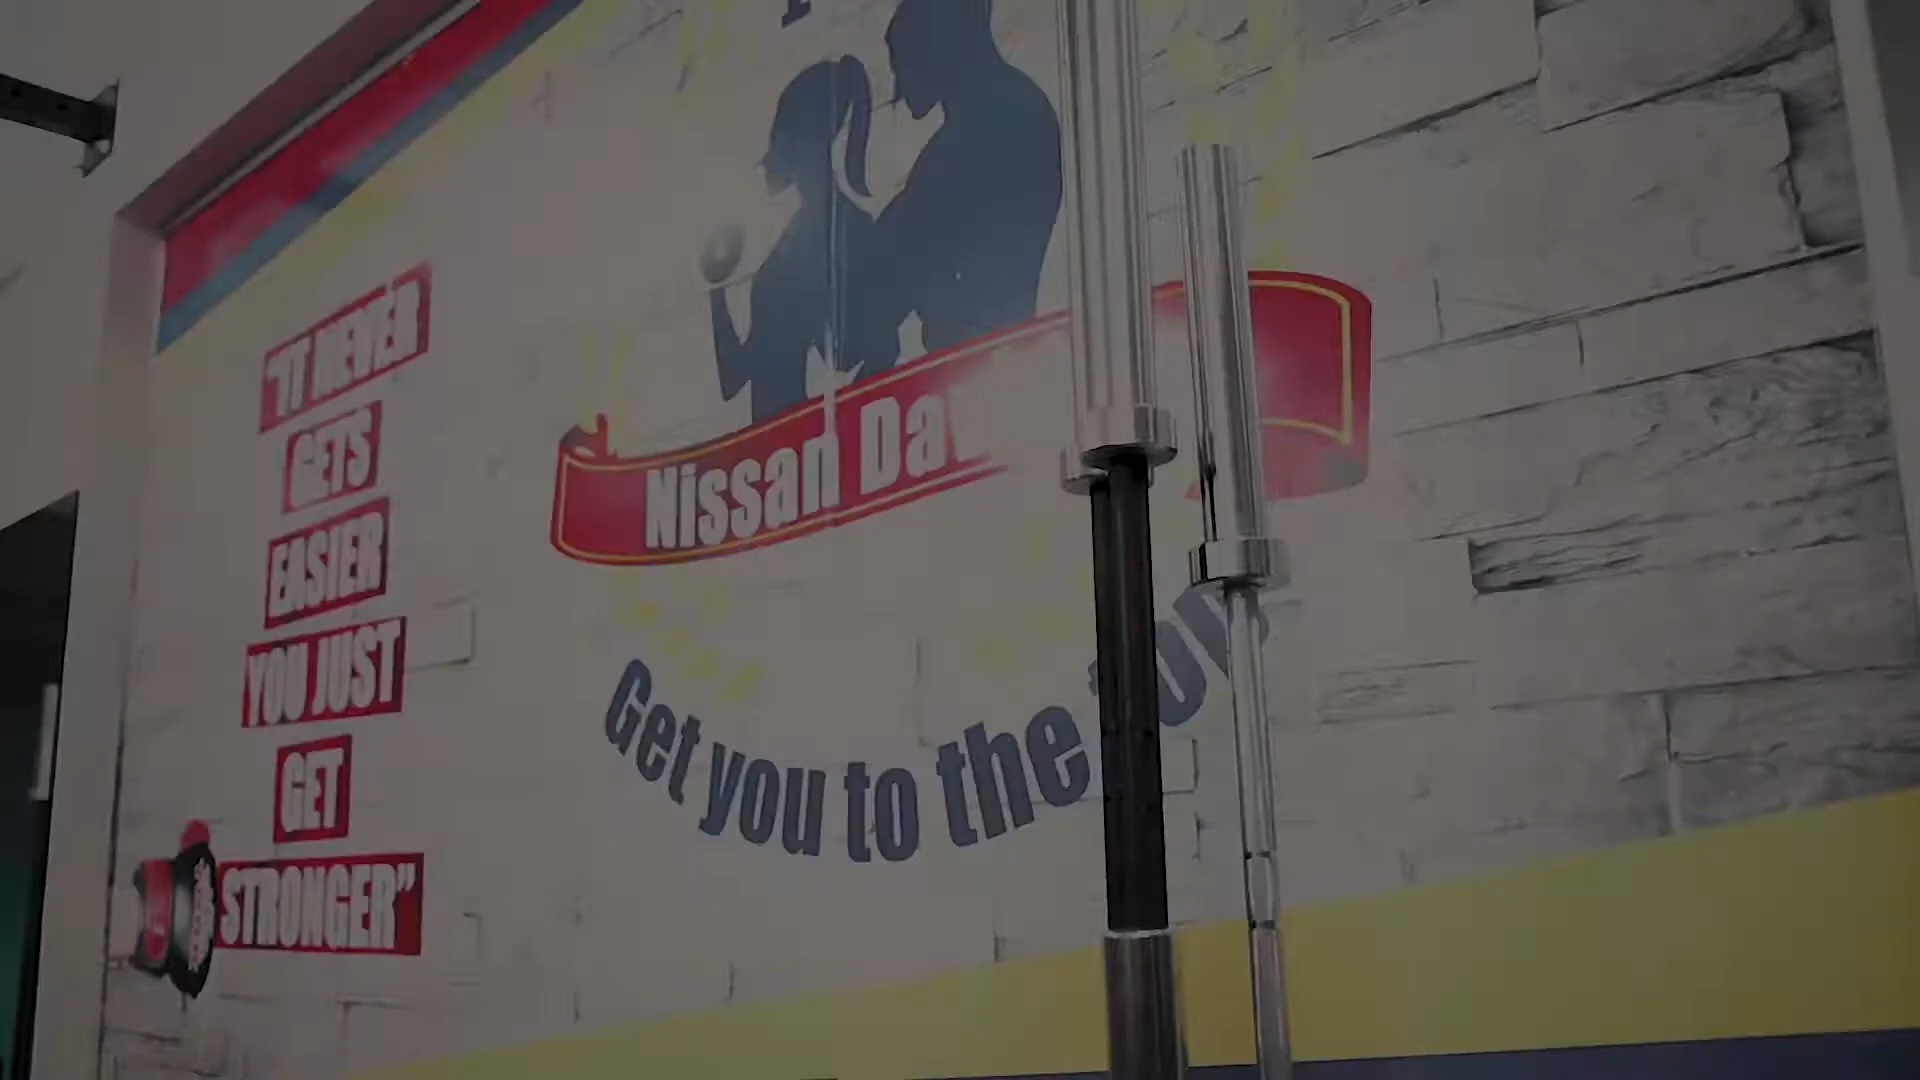 "IT NEVER
GETS
EASIER
YOU JUST
GET
STRONGER"
Nissan Da
Get you to the